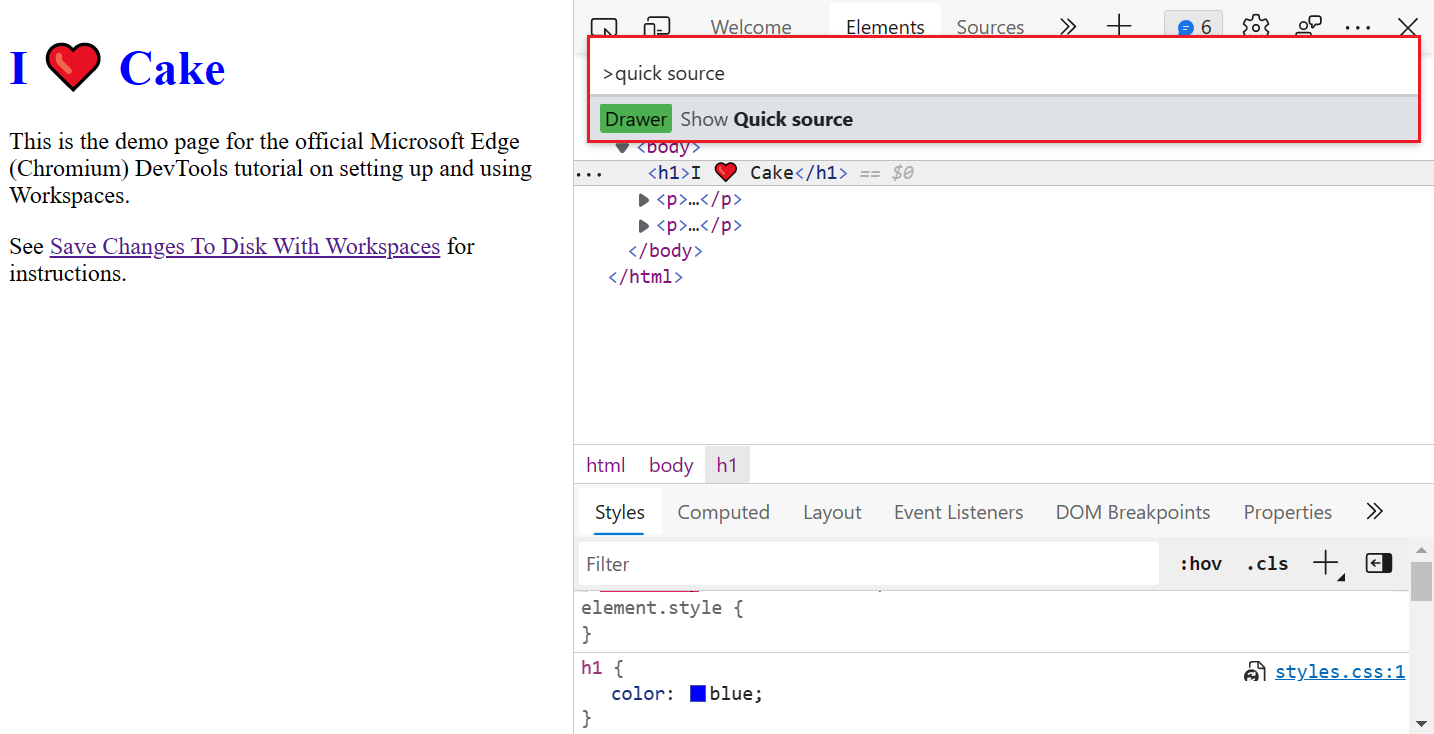 I ❤️ Cake
This is the demo page for the official Microsoft Edge
(Chromium) DevTools tutorial on setting up and using
Workspaces.
See Save Changes To Disk With Workspaces for
instructions.
Welcome Elements Sources 6
>quick source
Drawer Show Quick source
<body>
... <h1>I ❤️ Cake</h1> == $0
<p>…</p>
<p>…</p>
</body>
</html>
html body h1
Styles Computed Layout Event Listeners DOM Breakpoints Properties
Filter :hov .cls
element.style {
}
h1 { styles.css:1
color: blue;
}